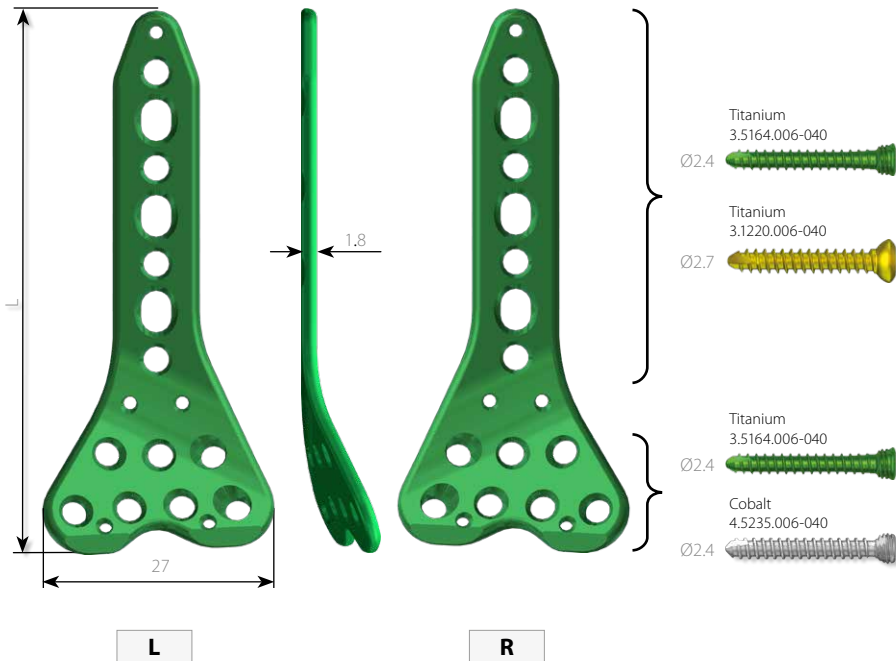 L
1.8
27
Titanium
3.5164.006-040
Ø2.4
Titanium
3.1220.006-040
Ø2.7
Titanium
3.5164.006-040
Ø2.4
Cobalt
4.5235.006-040
Ø2.4
L
R